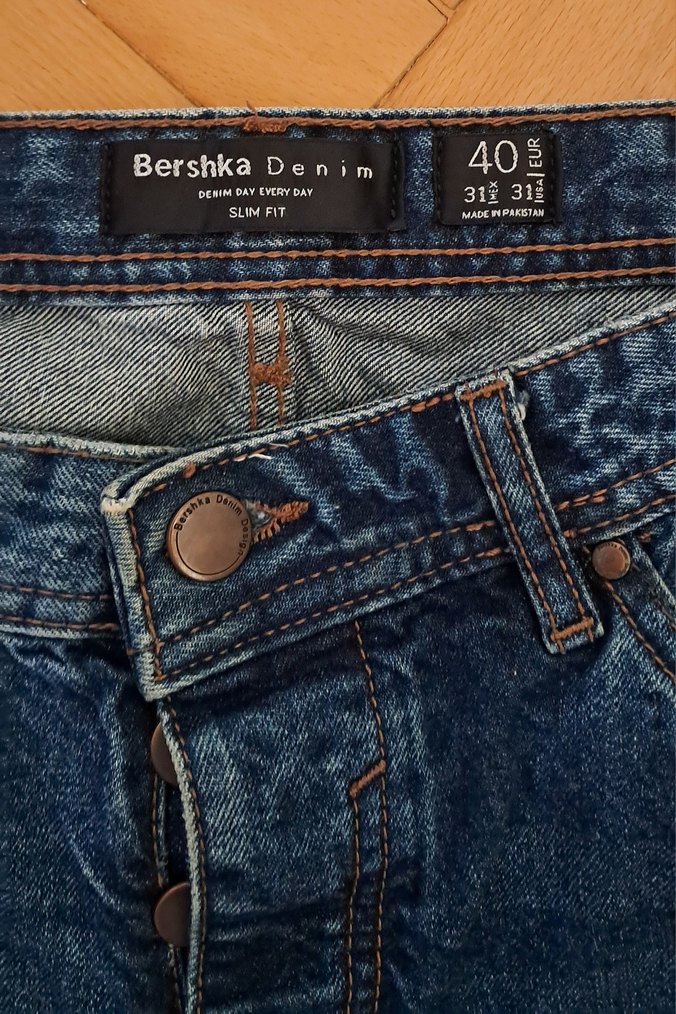 Bershka Denim
DENIM DAY EVERY DAY
SLIM FIT
40 EUR
31 MEX 31 USA
MADE IN PAKISTAN
Bershka Denim Design